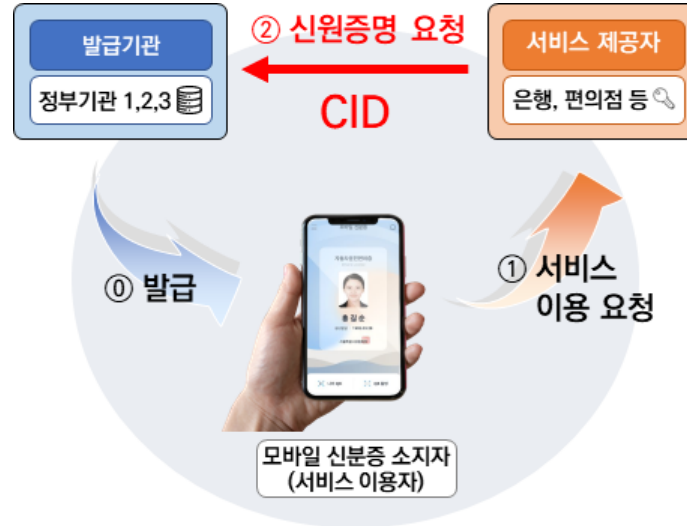 발급기관
정부기관 1,2,3
② 신원증명 요청
CID
서비스 제공자
은행, 편의점 등
⓪ 발급
① 서비스
이용 요청
홍길순
모바일 신분증 소지자
(서비스 이용자)